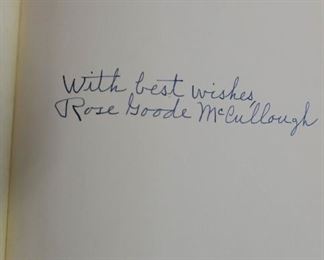 With best wishes,
Rose Goode McCullough